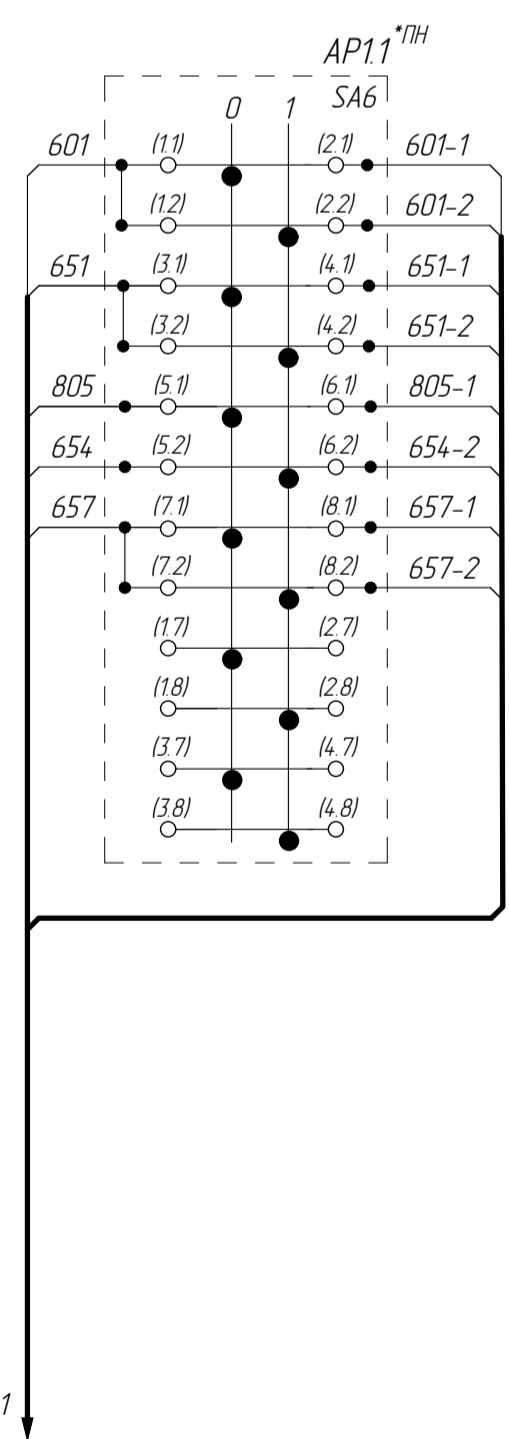 АР1.1*ПН
0 1 SA6
601 (1.1) (2.1) 601-1
(1.2) (2.2) 601-2
651 (3.1) (4.1) 651-1
(3.2) (4.2) 651-2
805 (5.1) (6.1) 805-1
654 (5.2) (6.2) 654-2
657 (7.1) (8.1) 657-1
(7.2) (8.2) 657-2
(1.7) (2.7)
(1.8) (2.8)
(3.7) (4.7)
(3.8) (4.8)
1